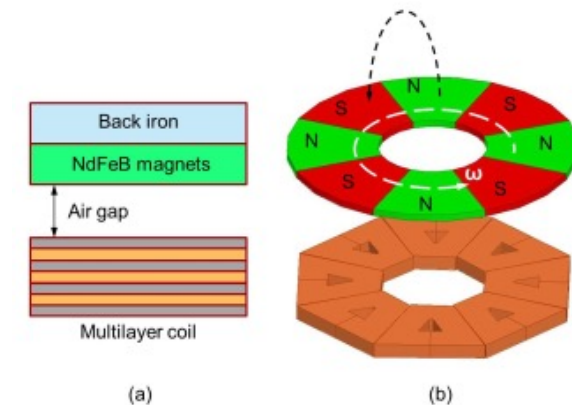 Back iron
NdFeB magnets
Air gap
Multilayer coil
(a)
N
S
S
N
N
S
S
N
ω
(b)